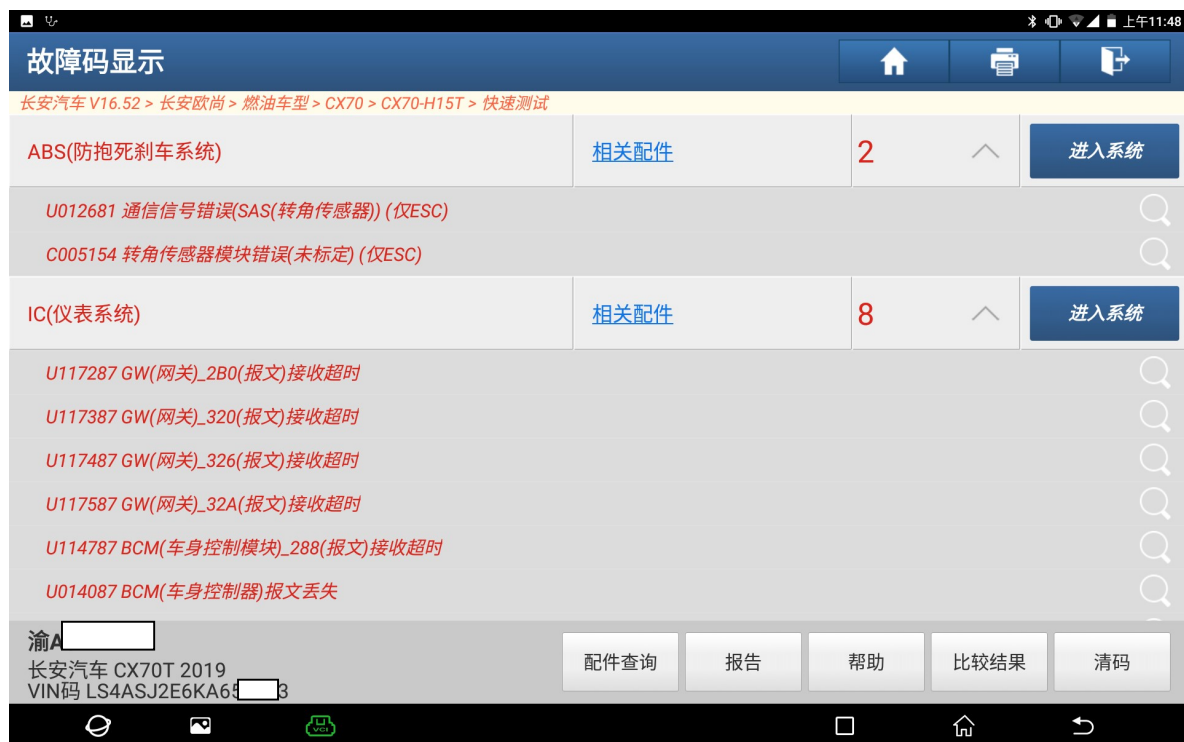 上午11:48
故障码显示
长安汽车 V16.52 > 长安欧尚 > 燃油车型 > CX70 > CX70-H15T > 快速测试
ABS(防抱死刹车系统) 相关配件 2 进入系统
U012681 通信信号错误(SAS(转角传感器)) (仅ESC)
C005154 转角传感器模块错误(未标定) (仅ESC)
IC(仪表系统) 相关配件 8 进入系统
U117287 GW(网关)_2B0(报文)接收超时
U117387 GW(网关)_320(报文)接收超时
U117487 GW(网关)_326(报文)接收超时
U117587 GW(网关)_32A(报文)接收超时
U114787 BCM(车身控制模块)_288(报文)接收超时
U014087 BCM(车身控制器)报文丢失
渝A
长安汽车 CX70T 2019
VIN码 LS4ASJ2E6KA65 3
配件查询 报告 帮助 比较结果 清码
VCI